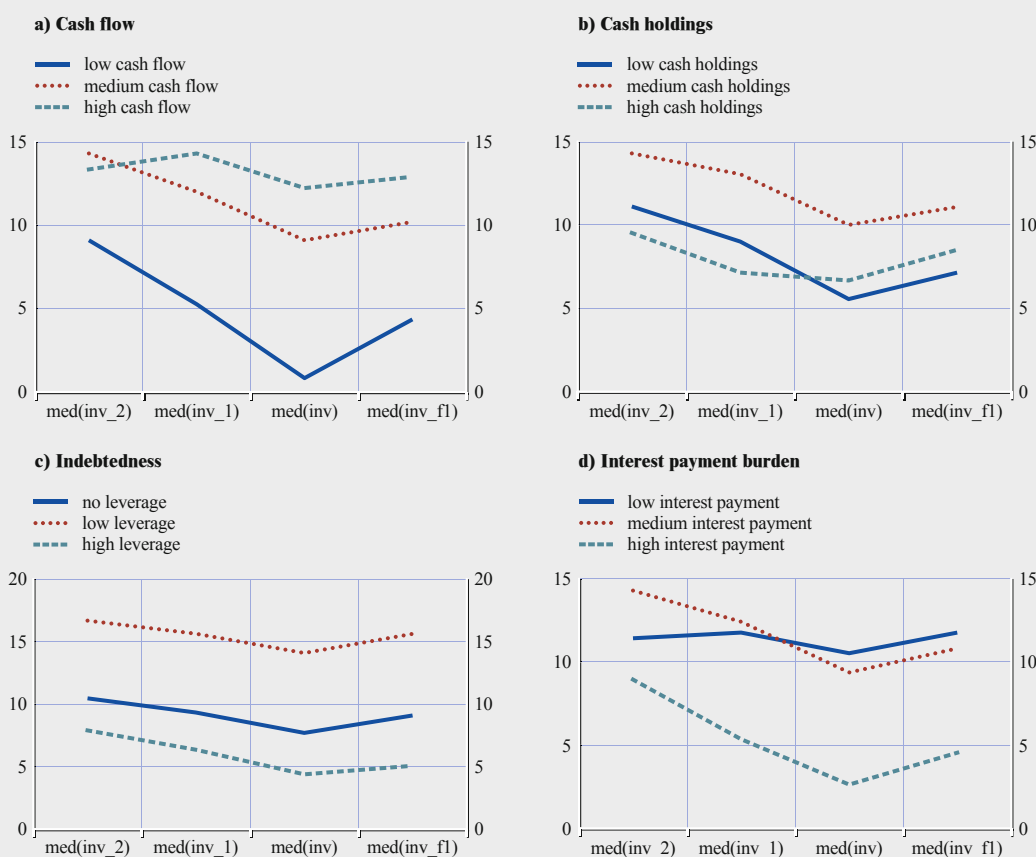 a) Cash flow
low cash flow
medium cash flow
high cash flow
15 15
10 10
5 5
0 0
med(inv_2) med(inv_1) med(inv) med(inv_f1)
b) Cash holdings
low cash holdings
medium cash holdings
high cash holdings
15 15
10 10
5 5
0 0
med(inv_2) med(inv_1) med(inv) med(inv_f1)
c) Indebtedness
no leverage
low leverage
high leverage
20 20
15 15
10 10
5 5
0 0
med(inv_2) med(inv_1) med(inv) med(inv_f1)
d) Interest payment burden
low interest payment
medium interest payment
high interest payment
15 15
10 10
5 5
0 0
med(inv_2) med(inv_1) med(inv) med(inv_f1)